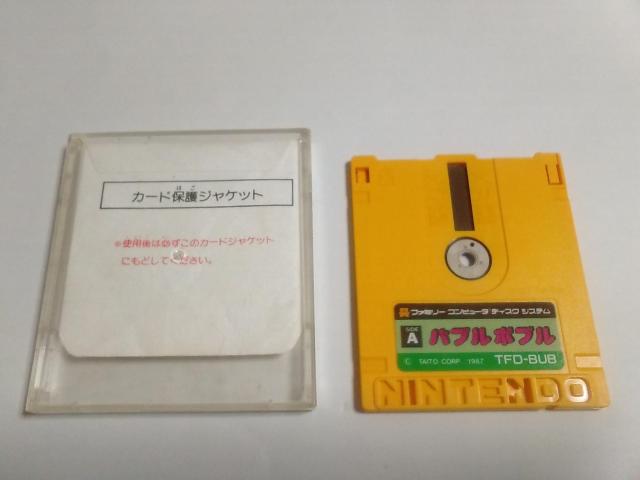 カード保護ジャケット
※使用後は必ずこのカードジャケット
にもどしてください。
ファミリー コンピュータ ディスク システム
SIDE
A
バブルボブル
© TAITO CORP. 1987 TFD-BUB
NINTENDO